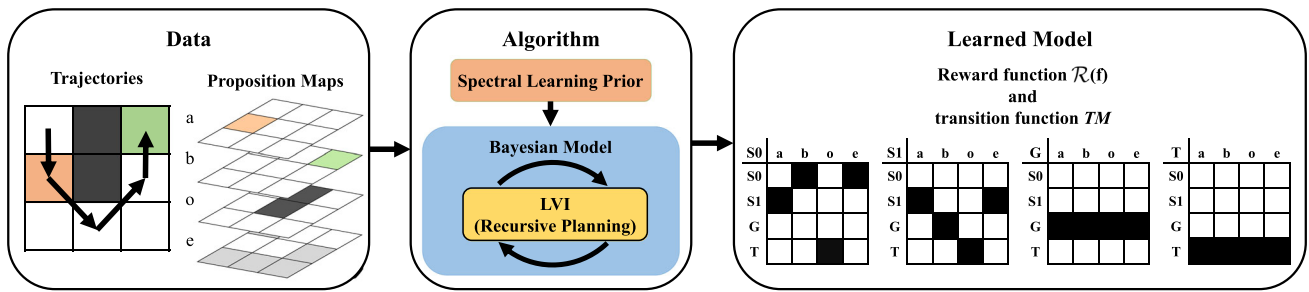 Data
Trajectories
Proposition Maps
a
b
o
e
Algorithm
Spectral Learning Prior
Bayesian Model
LVI
(Recursive Planning)
Learned Model
Reward function ℛ(f)
and
transition function TM
S0 a b o e
S0
S1
G
T
S1 a b o e
S0
S1
G
T
G a b o e
S0
S1
G
T
T a b o e
S0
S1
G
T